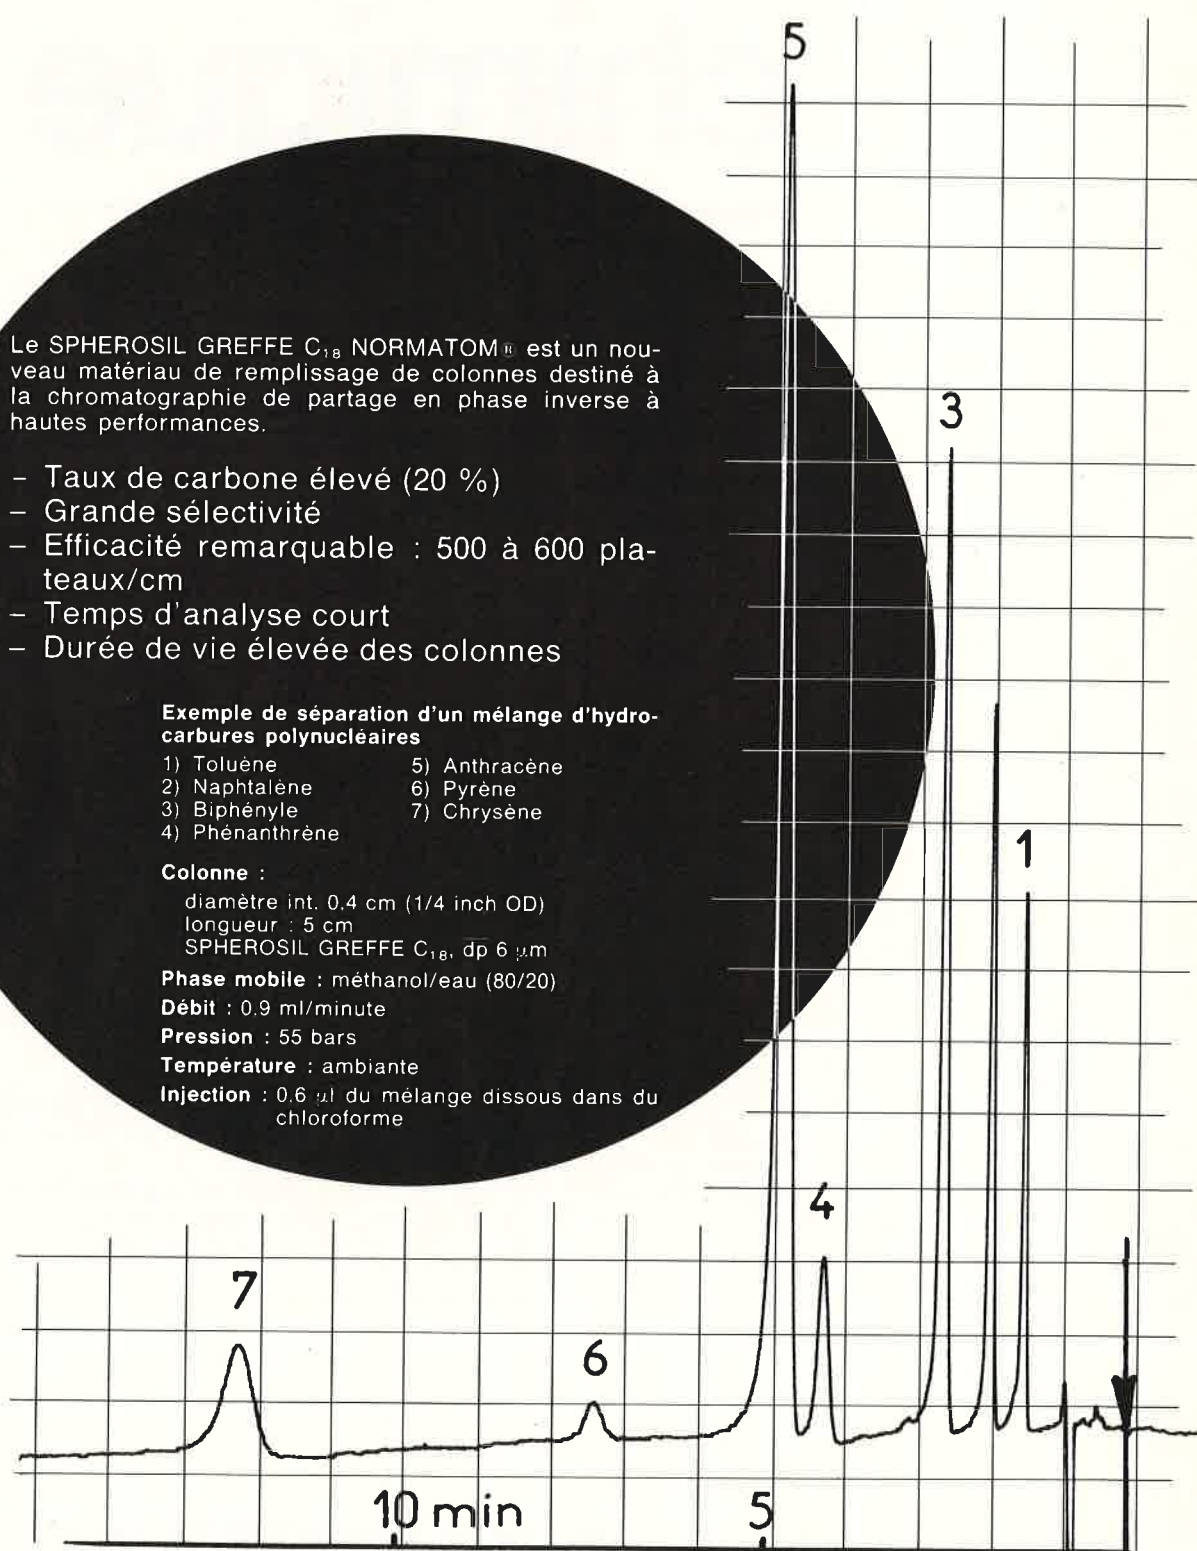 Le SPHEROSIL GREFFE C₁₈ NORMATOM® est un nou-
veau matériau de remplissage de colonnes destiné à
la chromatographie de partage en phase inverse à
hautes performances.
– Taux de carbone élevé (20 %)
– Grande sélectivité
– Efficacité remarquable : 500 à 600 pla-
teaux/cm
– Temps d'analyse court
– Durée de vie élevée des colonnes
Exemple de séparation d'un mélange d'hydro-
carbures polynucléaires
1) Toluène
2) Naphtalène
3) Biphényle
4) Phénanthrène
5) Anthracène
6) Pyrène
7) Chrysène
Colonne :
diamètre int. 0,4 cm (1/4 inch OD)
longueur : 5 cm
SPHEROSIL GREFFE C₁₈, d̅p̅ 6 µm
Phase mobile : méthanol/eau (80/20)
Débit : 0.9 ml/minute
Pression : 55 bars
Température : ambiante
Injection : 0.6 µl du mélange dissous dans du
chloroforme
5
3
1
4
7
6
10 min
5